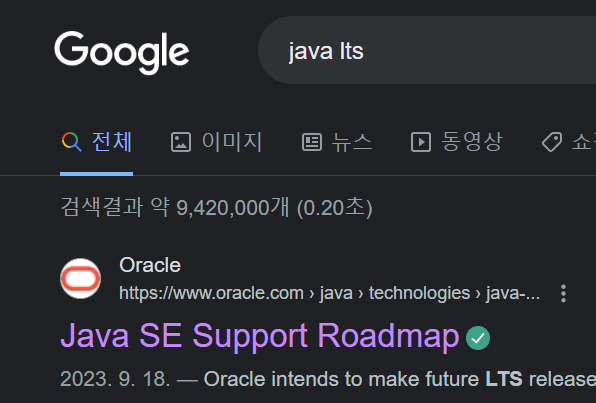 Google
java lts
전체 이미지 뉴스 동영상
검색결과 약 9,420,000개 (0.20초)
Oracle
https://www.oracle.com › java › technologies › java-...
Java SE Support Roadmap
2023. 9. 18. — Oracle intends to make future LTS release